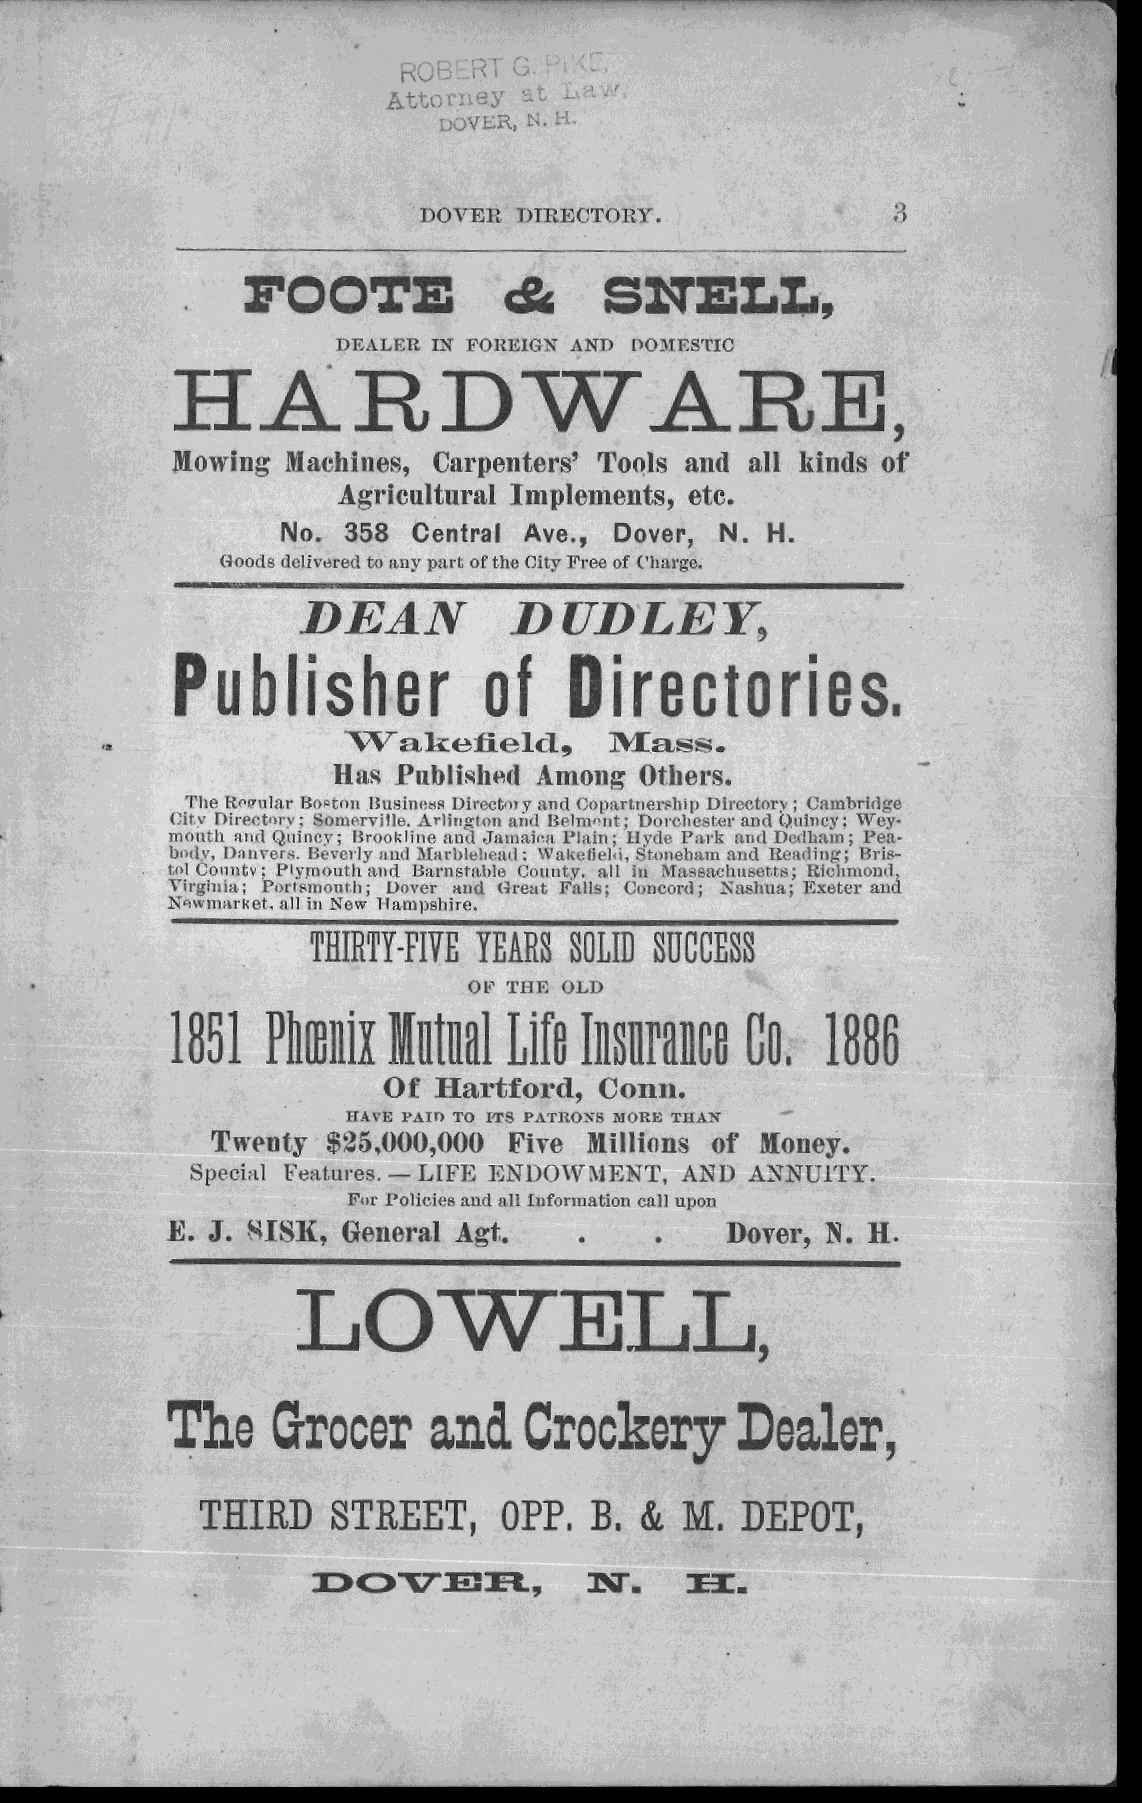 ROBERT G. PIKE,
Attorney at Law,
DOVER, N. H.
DOVER DIRECTORY. 3
FOOTE & SNELL,
DEALER IN FOREIGN AND DOMESTIC
HARDWARE,
Mowing Machines, Carpenters' Tools and all kinds of
Agricultural Implements, etc.
No. 358 Central Ave., Dover, N. H.
Goods delivered to any part of the City Free of Charge.
DEAN DUDLEY,
Publisher of Directories.
Wakefield, Mass.
Has Published Among Others.
The Regular Boston Business Directory and Copartnership Directory; Cambridge
City Directory; Somerville, Arlington and Belmont; Dorchester and Quincy; Wey-
mouth and Quincy; Brookline and Jamaica Plain; Hyde Park and Dedham; Pea-
body, Danvers. Beverly and Marblehead; Wakefield, Stoneham and Reading; Bris-
tol County; Plymouth and Barnstable County, all in Massachusetts; Richmond,
Virginia; Portsmouth; Dover and Great Falls; Concord; Nashua; Exeter and
Newmarket, all in New Hampshire.
THIRTY-FIVE YEARS SOLID SUCCESS
OF THE OLD
1851 Phœnix Mutual Life Insurance Co. 1886
Of Hartford, Conn.
HAVE PAID TO ITS PATRONS MORE THAN
Twenty $25,000,000 Five Millions of Money.
Special Features. — LIFE ENDOWMENT, AND ANNUITY.
For Policies and all Information call upon
E. J. SISK, General Agt. . . Dover, N. H.
LOWELL,
The Grocer and Crockery Dealer,
THIRD STREET, OPP. B. & M. DEPOT,
DOVER, N. H.